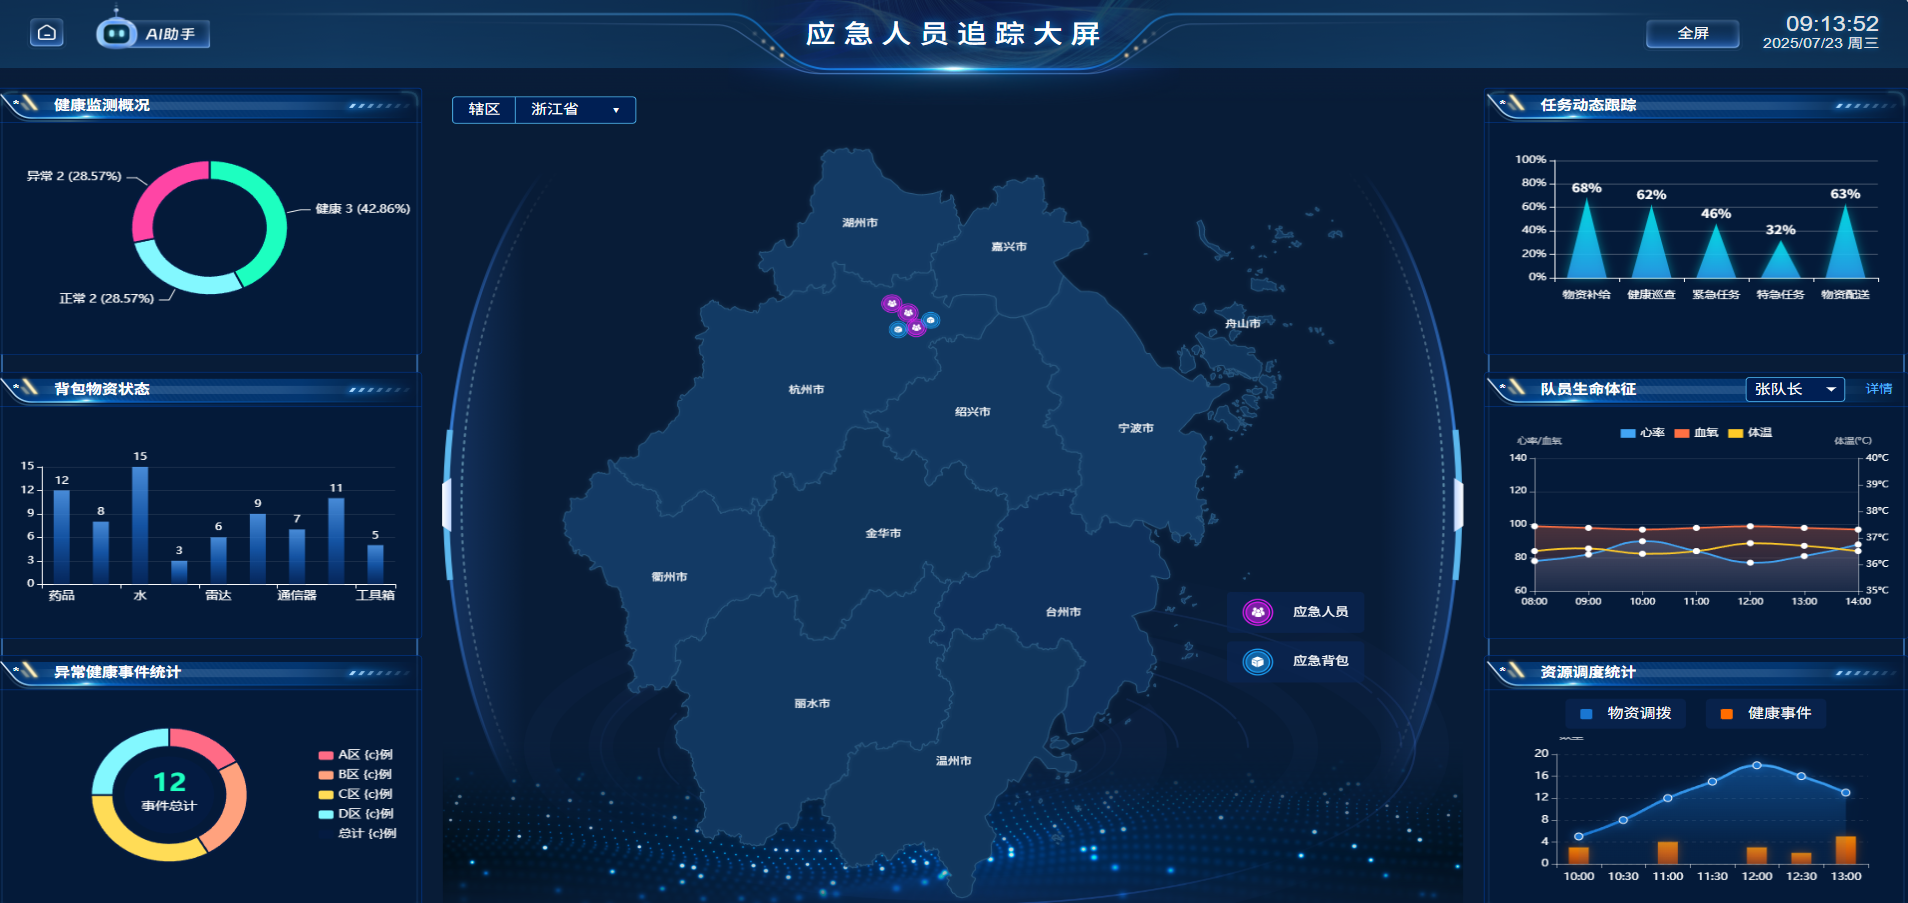 AI助手
应急人员追踪大屏
全屏
09:13:52
2025/07/23 周三
健康监测概况
异常 2 (28.57%)
健康 3 (42.86%)
正常 2 (28.57%)
背包物资状态
15
12
9
6
3
0
12
8
15
3
6
9
7
11
5
药品
水
雷达
通信器
工具箱
异常健康事件统计
12
事件总计
A区 {c}例
B区 {c}例
C区 {c}例
D区 {c}例
总计 {c}例
辖区 浙江省
湖州市
嘉兴市
舟山市
杭州市
绍兴市
宁波市
金华市
衢州市
台州市
丽水市
温州市
应急人员
应急背包
任务动态跟踪
100%
80%
60%
40%
20%
0%
68%
62%
46%
32%
63%
物资补给
健康巡查
紧急任务
特急任务
物资配送
队员生命体征
张队长
详情
心率 血氧 体温
心率/血氧
体温(°C)
140
120
100
80
60
40°C
39°C
38°C
37°C
36°C
35°C
08:00 09:00 10:00 11:00 12:00 13:00 14:00
资源调度统计
物资调拨 健康事件
20
16
12
8
4
0
10:00 10:30 11:00 11:30 12:00 12:30 13:00